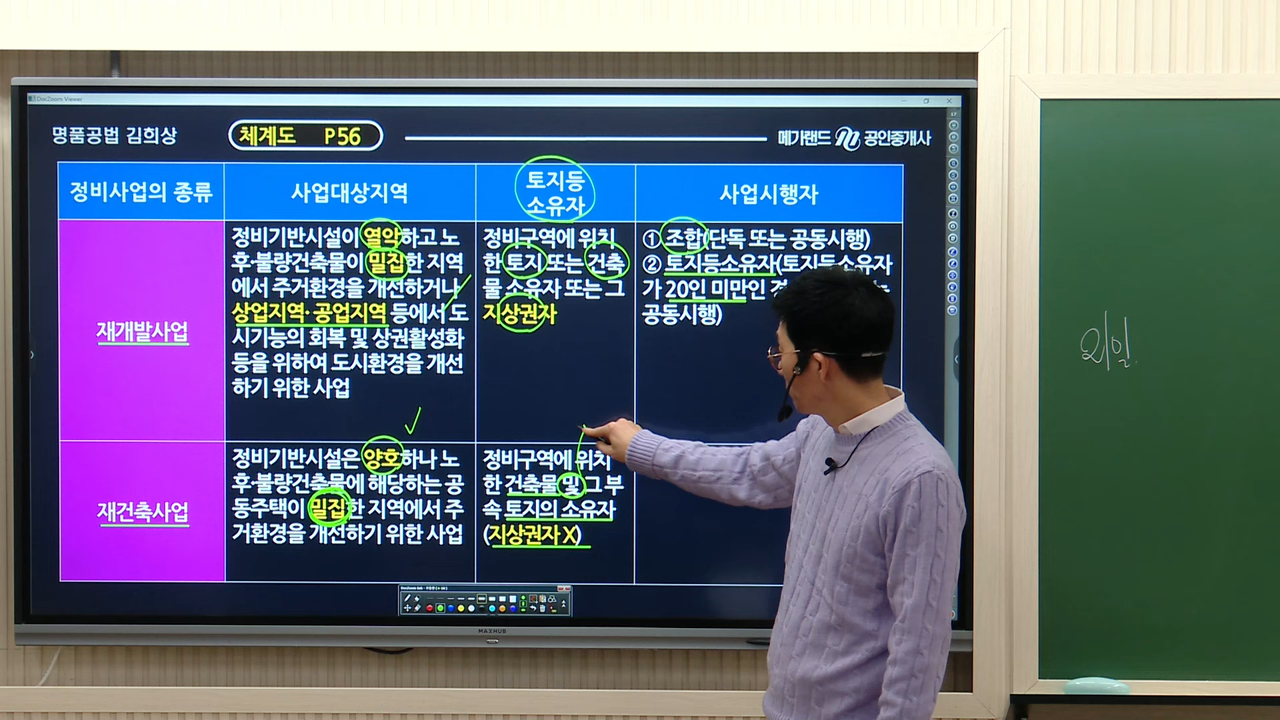 DocZoom Viewer
명품공법 김희상
체계도 P56
메가랜드 공인중개사
정비사업의 종류
사업대상지역
토지등
소유자
사업시행자
재개발사업
정비기반시설이 열악하고 노
후·불량건축물이 밀집한 지역
에서 주거환경을 개선하거나
상업지역·공업지역 등에서 도
시기능의 회복 및 상권활성화
등을 위하여 도시환경을 개선
하기 위한 사업
정비구역에 위치
한 토지 또는 건축
물 소유자 또는 그
지상권자
① 조합(단독 또는 공동시행)
② 토지등소유자(토지등소유자
가 20인 미만인 경
공동시행)
재건축사업
정비기반시설은 양호하나 노
후·불량건축물에 해당하는 공
동주택이 밀집한 지역에서 주
거환경을 개선하기 위한 사업
정비구역에 위치
한 건축물 및 그 부
속 토지의 소유자
(지상권자 X)
MAXHUB